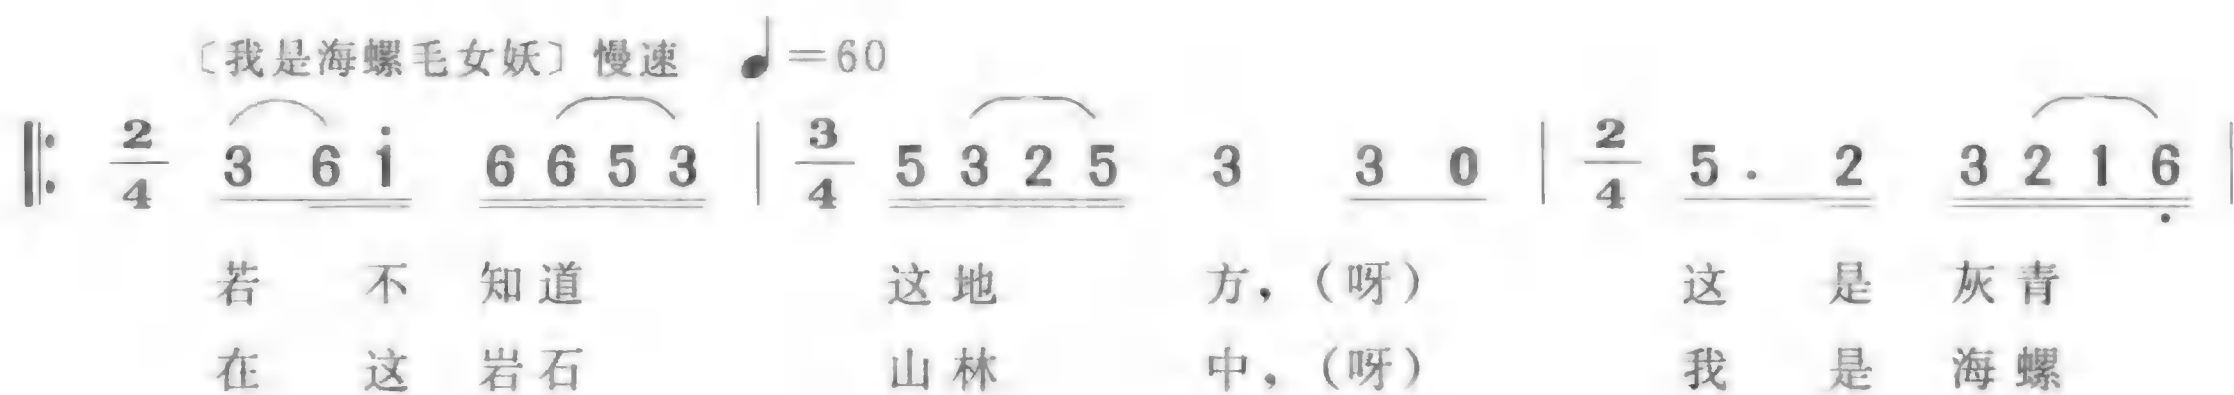 〔我是海螺毛女妖〕慢速 ♩=60
𝄆 2/4 3 6 i̇ 6 6 5 3 | 3/4 5 3 2 5 3 3 0 | 2/4 5 · 2 3 2 1 6̣ |
若 不 知 道 这 地 方，（呀） 这 是 灰 青
在 这 岩 石 山 林 中，（呀） 我 是 海 螺